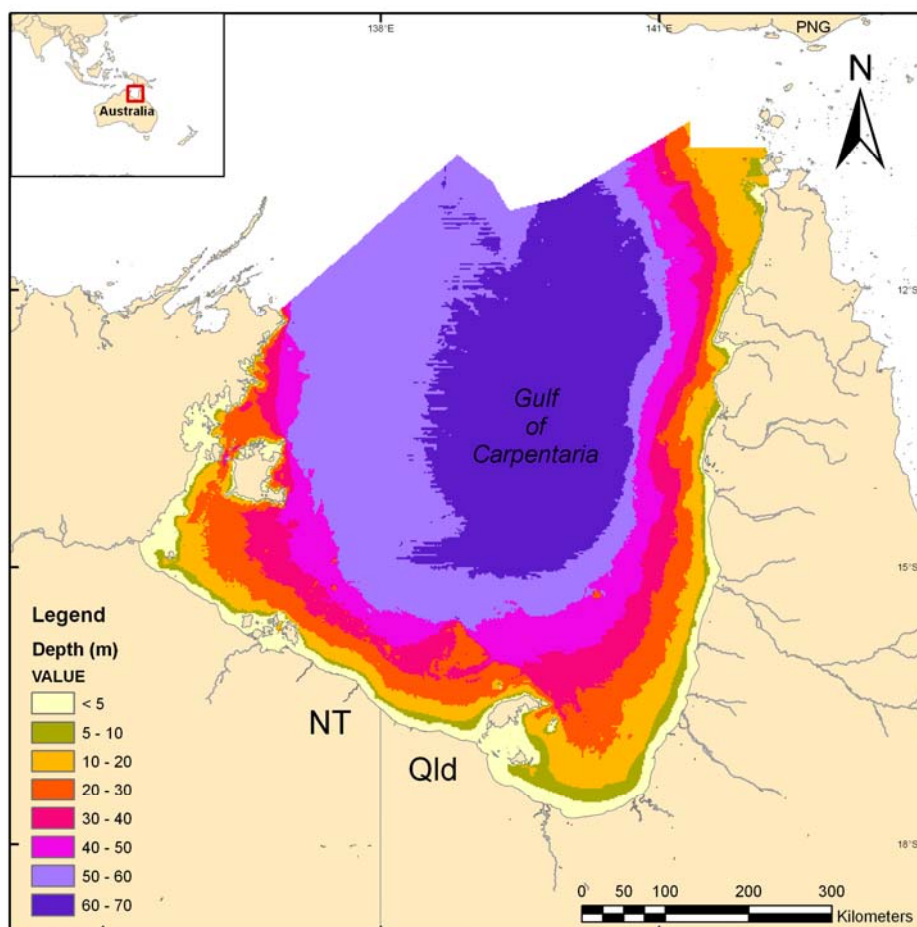 138°E
141°E
PNG
Australia
N
12°S
Gulf
of
Carpentaria
15°S
Legend
Depth (m)
VALUE
< 5
5 - 10
10 - 20
20 - 30
30 - 40
40 - 50
50 - 60
60 - 70
NT
Qld
18°S
0 50 100 200 300
Kilometers